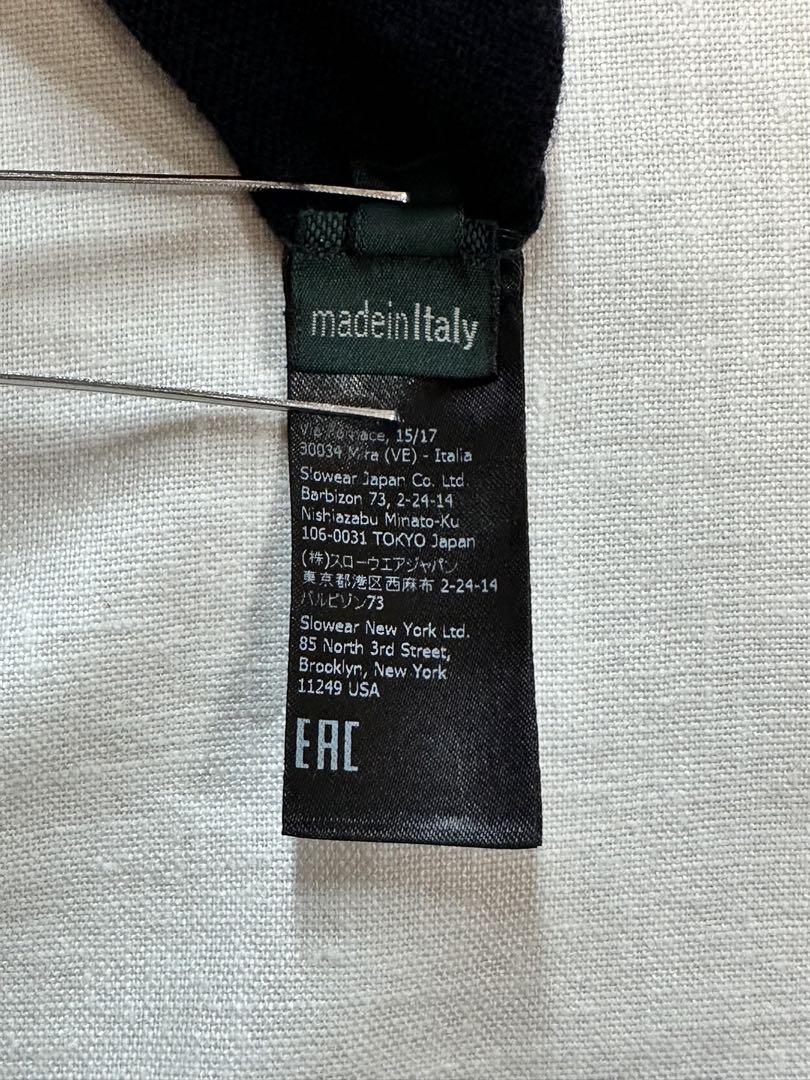 madeinItaly
15/17
30034 Mira (VE) - Italia
Slowear Japan Co. Ltd.
Barbizon 73, 2-24-14
Nishiazabu Minato-Ku
106-0031 TOKYO Japan
(株)スローウエアジャパン
東京都港区西麻布 2-24-14
バルビゾン73
Slowear New York Ltd.
85 North 3rd Street,
Brooklyn, New York
11249 USA
EAC